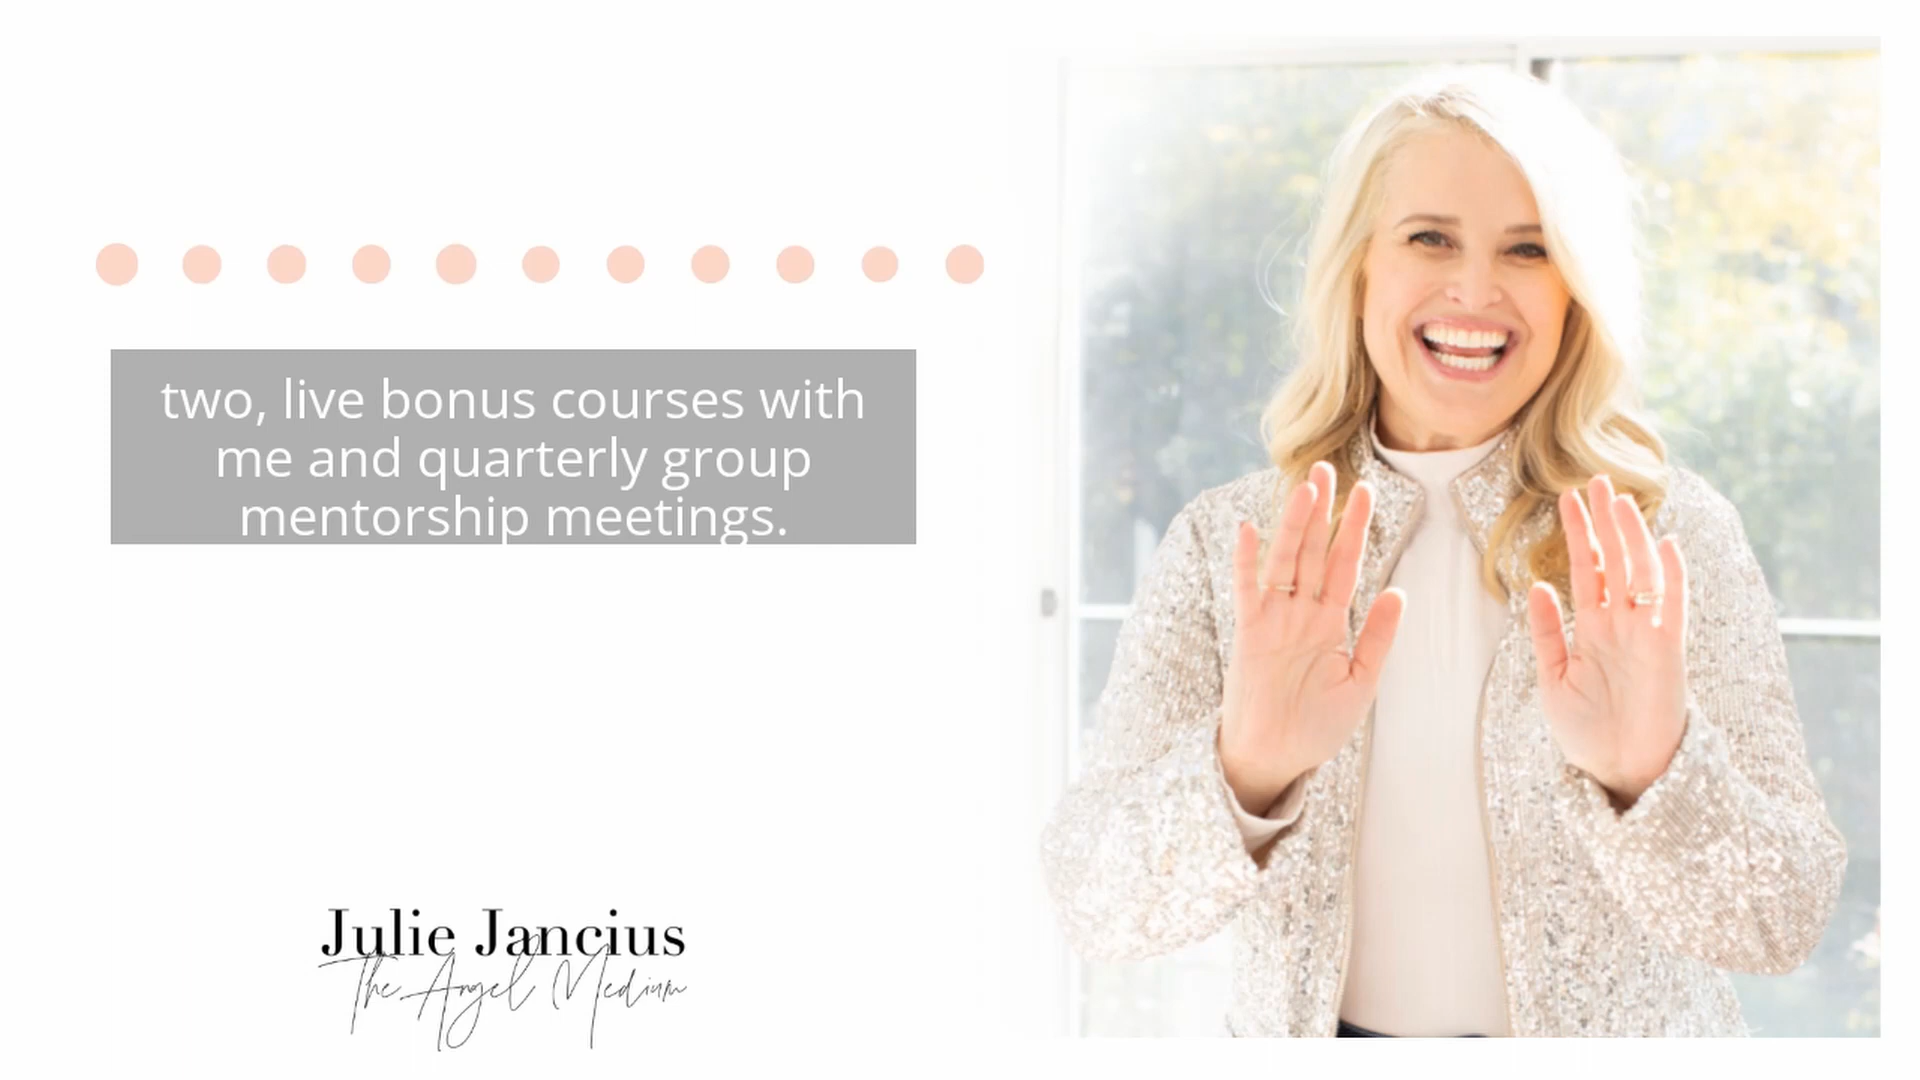 two, live bonus courses with
me and quarterly group
mentorship meetings.
Julie Jancius
The Angel Medium